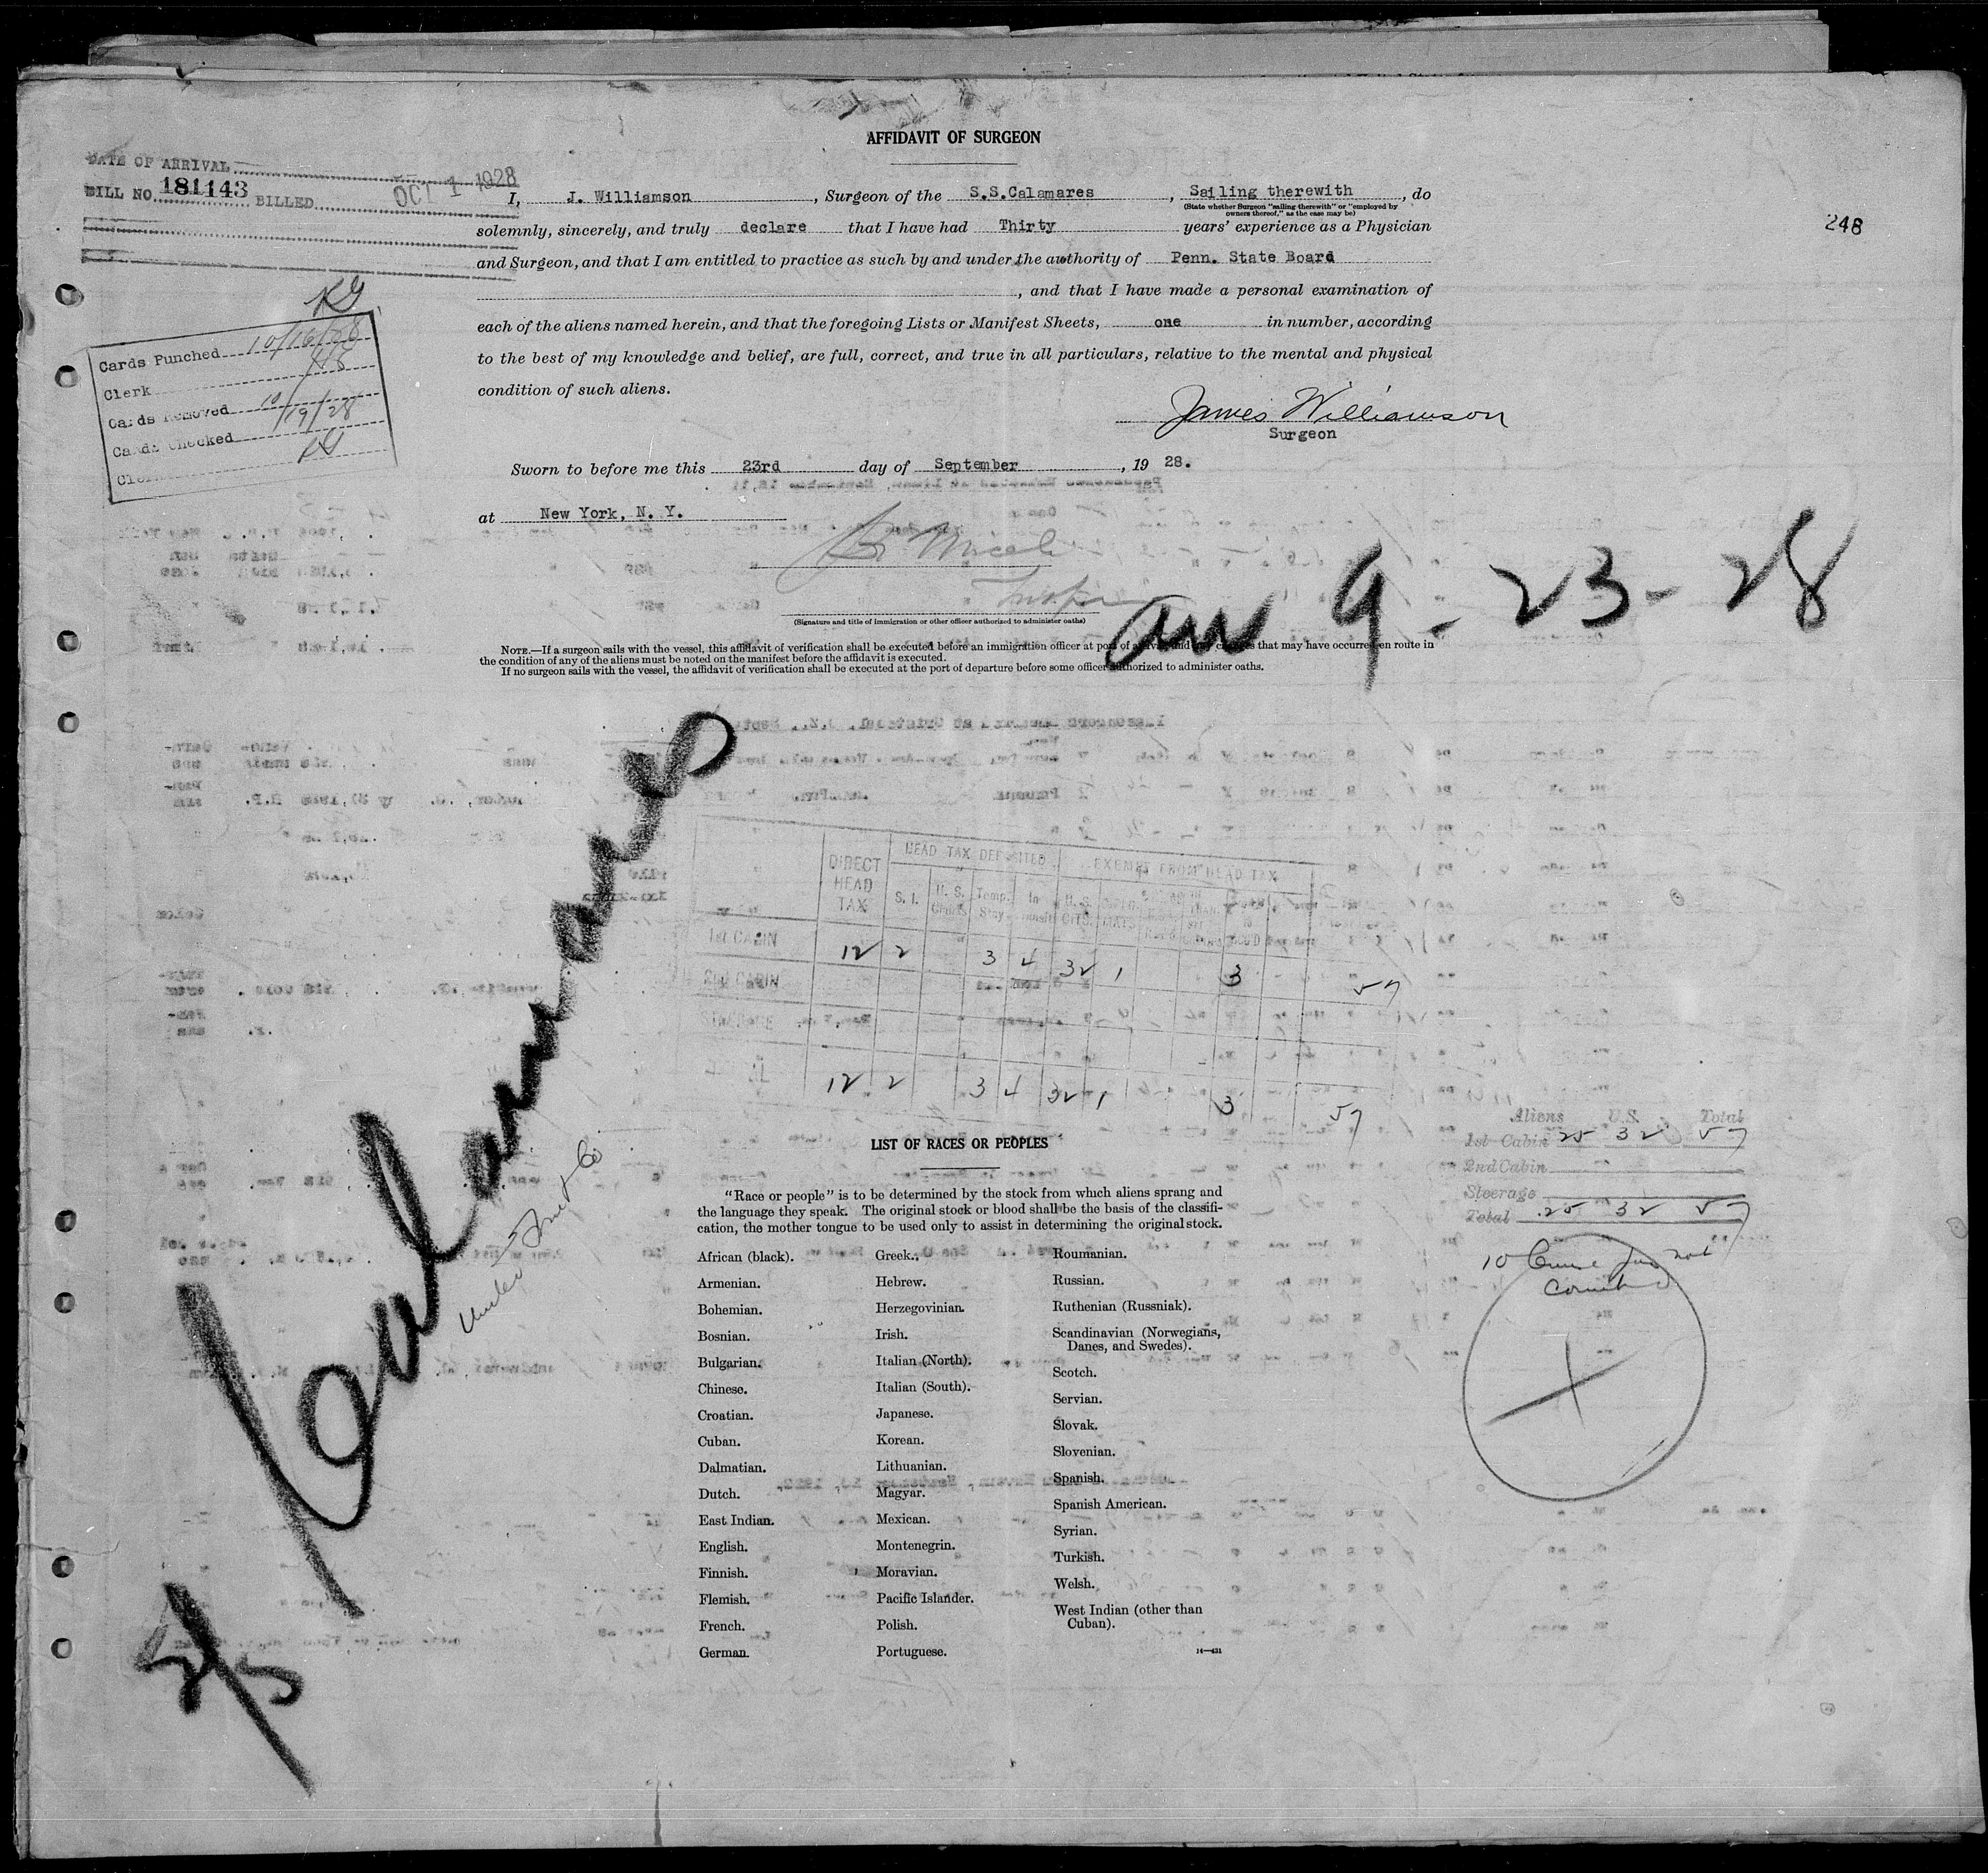 AFFIDAVIT OF SURGEON
DATE OF ARRIVAL
BILL NO. 181143 BILLED OCT 1 1928
248
I, J. Williamson, Surgeon of the S.S.Calamares, Sailing therewith, do
(State whether Surgeon "sailing therewith" or "employed by
owners thereof," as the case may be)
solemnly, sincerely, and truly declare that I have had Thirty years' experience as a Physician
and Surgeon, and that I am entitled to practice as such by and under the authority of Penn. State Board
, and that I have made a personal examination of
each of the aliens named herein, and that the foregoing Lists or Manifest Sheets, one in number, according
to the best of my knowledge and belief, are full, correct, and true in all particulars, relative to the mental and physical
condition of such aliens.
James Williamson
Surgeon
Cards Punched 10/16/28
Clerk
Cards Removed 10/19/28
Cards Checked
Sworn to before me this 23rd day of September, 19 28.
at New York, N. Y.
(Signature and title of immigration or other officer authorized to administer oaths)
9-23-28
NOTE.—If a surgeon sails with the vessel, this affidavit of verification shall be executed before an immigration officer at port of that may have occurred en route in
the condition of any of the aliens must be noted on the manifest before the affidavit is executed.
If no surgeon sails with the vessel, the affidavit of verification shall be executed at the port of departure before some officer authorized to administer oaths.
Calamares
United Fruit Co
2/5
DIRECT HEAD TAX
HEAD TAX DEPOSITED
EXEMPT FROM HEAD TAX
S. I. Temp. Stay In U. S. CITS.
1st CABIN 12 2 3 4 32 1 3 57
2nd CABIN
STEERAGE
12 2 3 4 32 1 3 57
Aliens U.S. Total
1st Cabin 25 32 57
2nd Cabin
Steerage
Total 25 32 57
10 not
LIST OF RACES OR PEOPLES
"Race or people" is to be determined by the stock from which aliens sprang and
the language they speak. The original stock or blood shall be the basis of the classifi-
cation, the mother tongue to be used only to assist in determining the original stock.
African (black).
Armenian.
Bohemian.
Bosnian.
Bulgarian.
Chinese.
Croatian.
Cuban.
Dalmatian.
Dutch.
East Indian.
English.
Finnish.
Flemish.
French.
German.
Greek.
Hebrew.
Herzegovinian.
Irish.
Italian (North).
Italian (South).
Japanese.
Korean.
Lithuanian.
Magyar.
Mexican.
Montenegrin.
Moravian.
Pacific Islander.
Polish.
Portuguese.
Roumanian.
Russian.
Ruthenian (Russniak).
Scandinavian (Norwegians,
Danes, and Swedes).
Scotch.
Servian.
Slovak.
Slovenian.
Spanish.
Spanish American.
Syrian.
Turkish.
Welsh.
West Indian (other than
Cuban).
14—431